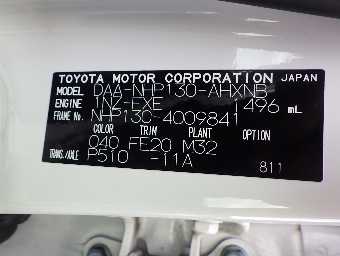 TOYOTA MOTOR CORPORATION JAPAN
MODEL DAA-NHP130-AHXNB
ENGINE 1NZ-FXE 1496 mL
FRAME No. NHP130-4009841
COLOR TRIM PLANT
040 FE20 M32
TRANS./AXLE P510 -11A
811